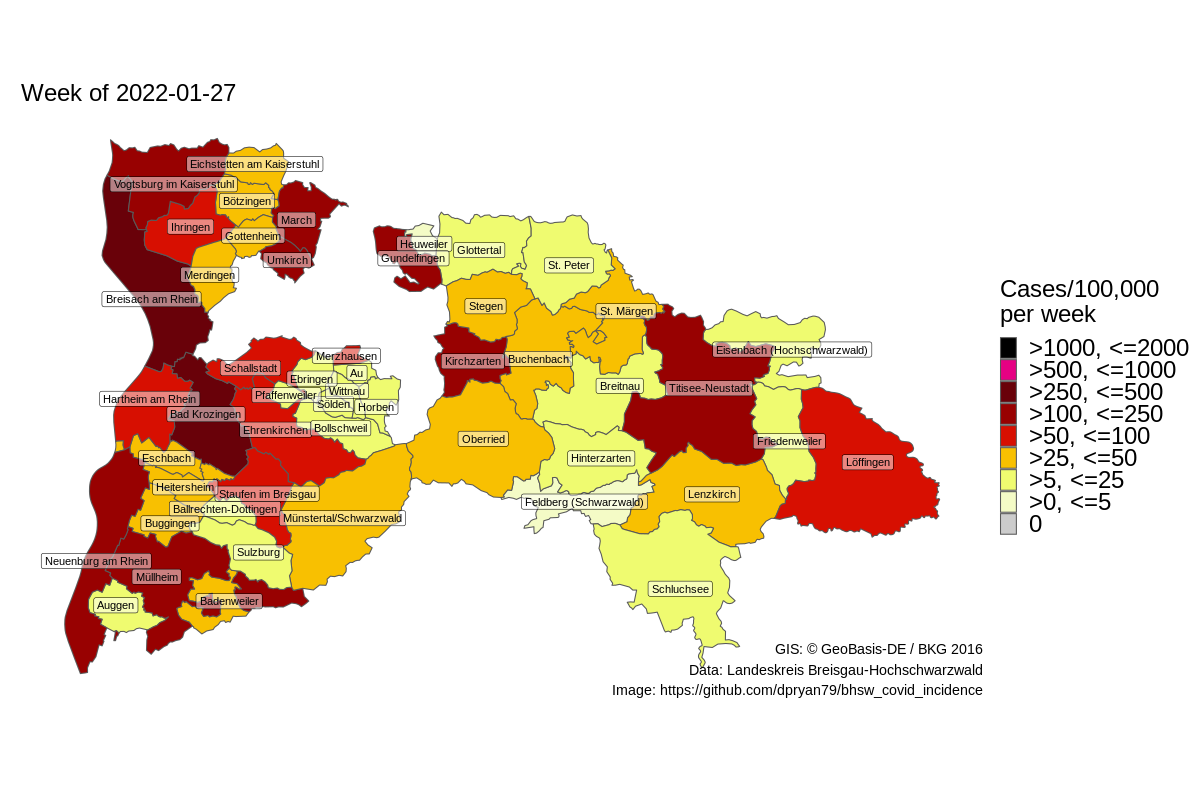 Week of 2022-01-27
Eichstetten am Kaiserstuhl
Vogtsburg im Kaiserstuhl
Bötzingen
March
Ihringen
Gottenheim
Umkirch
Merdingen
Breisach am Rhein
Heuweiler
Gundelfingen
Glottertal
St. Peter
Stegen
St. Märgen
Kirchzarten
Buchenbach
Eisenbach (Hochschwarzwald)
Titisee-Neustadt
Breitnau
Merzhausen
Schallstadt
Au
Ebringen
Wittnau
Pfaffenweiler
Sölden
Horben
Hartheim am Rhein
Bad Krozingen
Bollschweil
Ehrenkirchen
Oberried
Friedenweiler
Löffingen
Eschbach
Hinterzarten
Heitersheim
Staufen im Breisgau
Lenzkirch
Feldberg (Schwarzwald)
Ballrechten-Dottingen
Münstertal/Schwarzwald
Buggingen
Sulzburg
Neuenburg am Rhein
Müllheim
Schluchsee
Auggen
Badenweiler
Cases/100,000
per week
>1000, <=2000
>500, <=1000
>250, <=500
>100, <=250
>50, <=100
>25, <=50
>5, <=25
>0, <=5
0
GIS: © GeoBasis-DE / BKG 2016
Data: Landeskreis Breisgau-Hochschwarzwald
Image: https://github.com/dpryan79/bhsw_covid_incidence